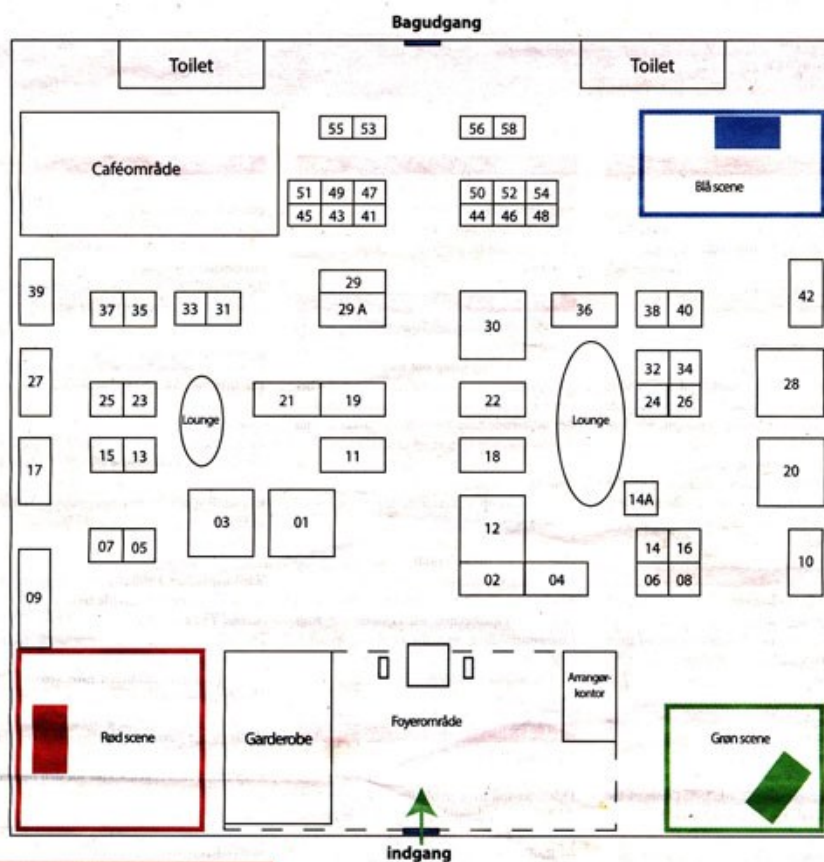 Bagudgang
Toilet
Toilet
55 53
56 58
Caféområde
Blå scene
51 49 47
50 52 54
45 43 41
44 46 48
39
29
42
37 35
33 31
29 A
30
36
38 40
27
32 34
28
25 23
Lounge
21 19
22
Lounge
24 26
17
15 13
11
18
20
14A
03
01
12
07 05
14 16
10
09
02 04
06 08
Arrangør-
kontor
Rød scene
Garderobe
Foyerområde
Grøn scene
indgang